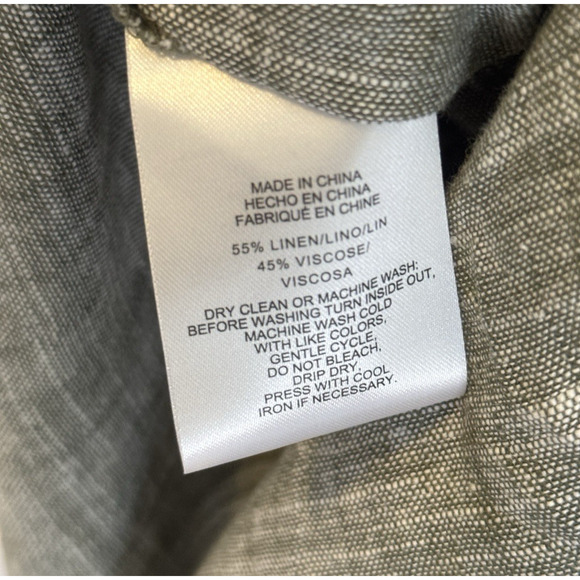 MADE IN CHINA
HECHO EN CHINA
FABRIQUÉ EN CHINE
55% LINEN/LINO/LIN
45% VISCOSE/
VISCOSA
DRY CLEAN OR MACHINE WASH:
BEFORE WASHING TURN INSIDE OUT,
MACHINE WASH COLD
WITH LIKE COLORS,
GENTLE CYCLE,
DO NOT BLEACH,
DRIP DRY,
PRESS WITH COOL
IRON IF NECESSARY.